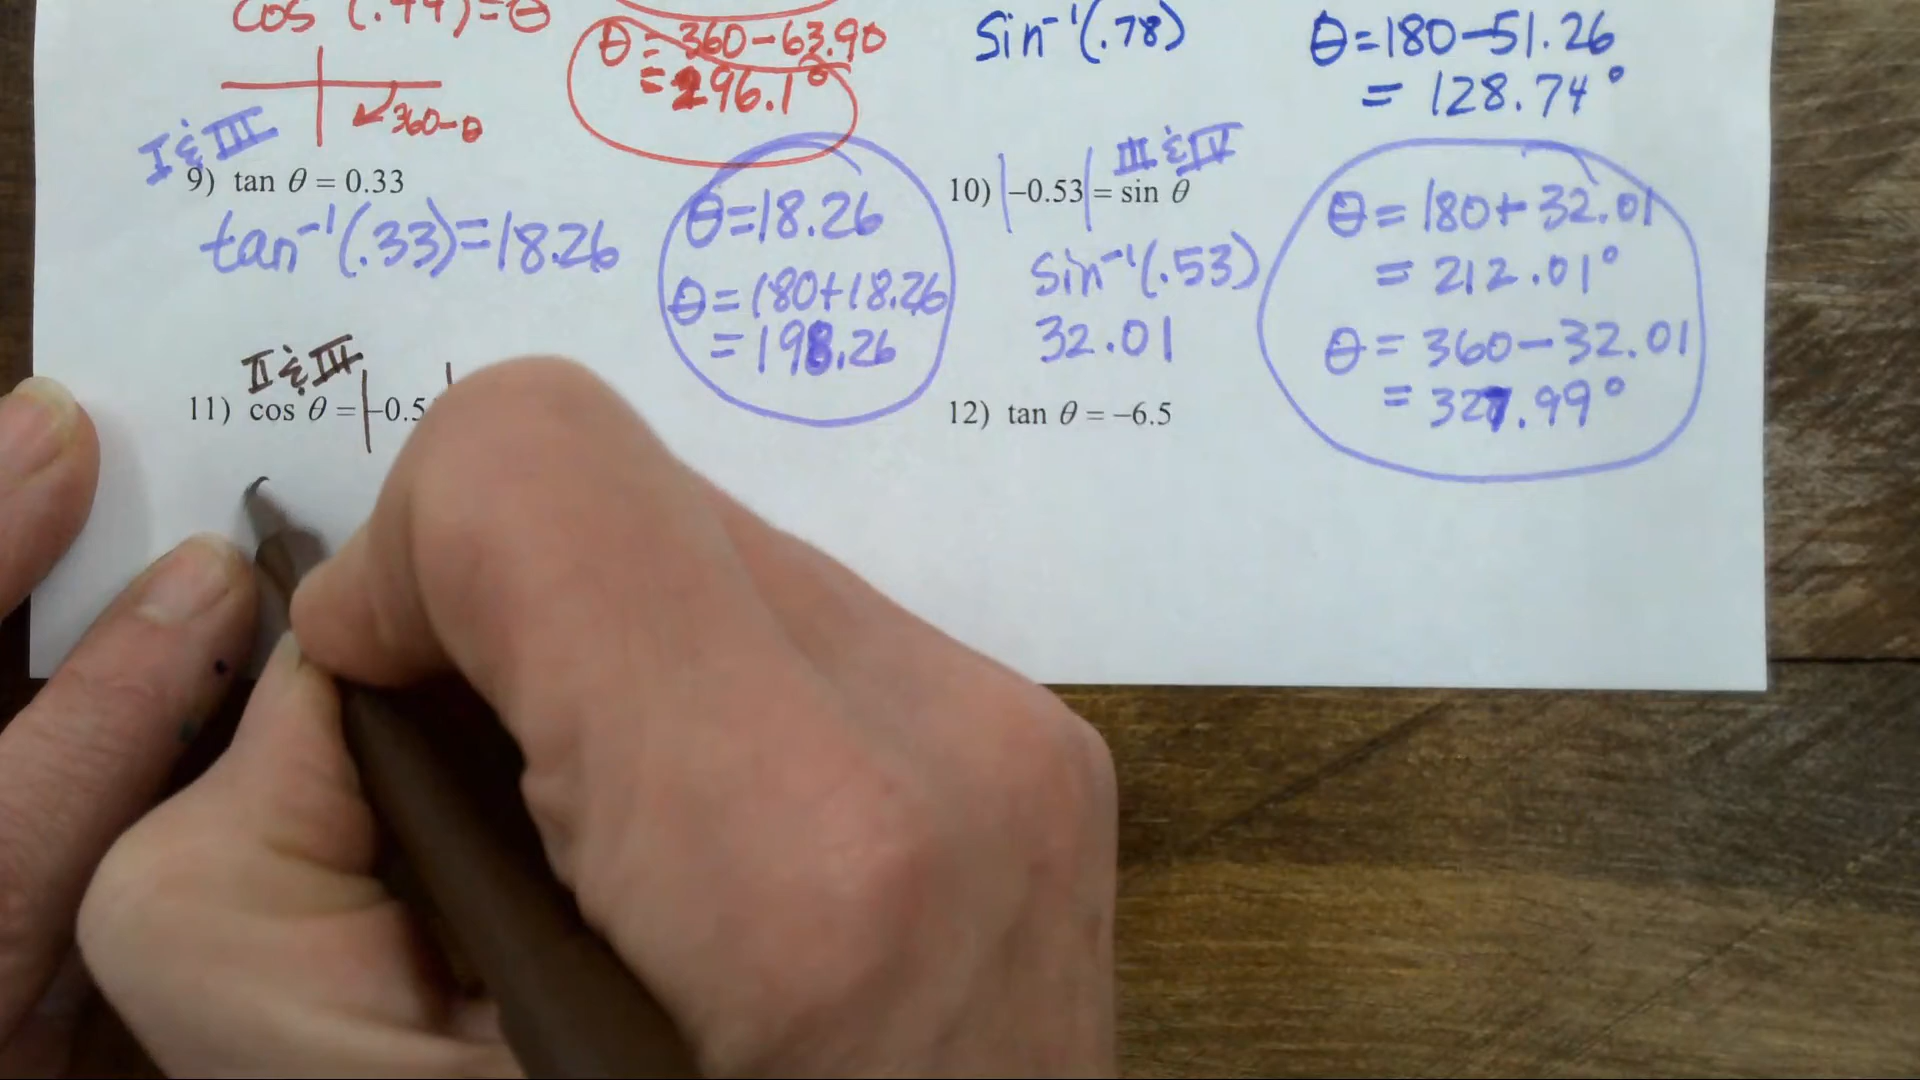 θ = 360-63.90
= 296.1°
Sin⁻¹(.78)
θ=180-51.26
= 128.74°
360-θ
I & III
9) tan θ = 0.33
tan⁻¹(.33)=18.26
θ=18.26
θ=180+18.26
= 198.26
III & IV
10) |−0.53| = sin θ
Sin⁻¹(.53)
32.01
θ = 180+32.01
= 212.01°
θ = 360-32.01
= 327.99°
II & III
11) cos θ = |−0.5
12) tan θ = −6.5